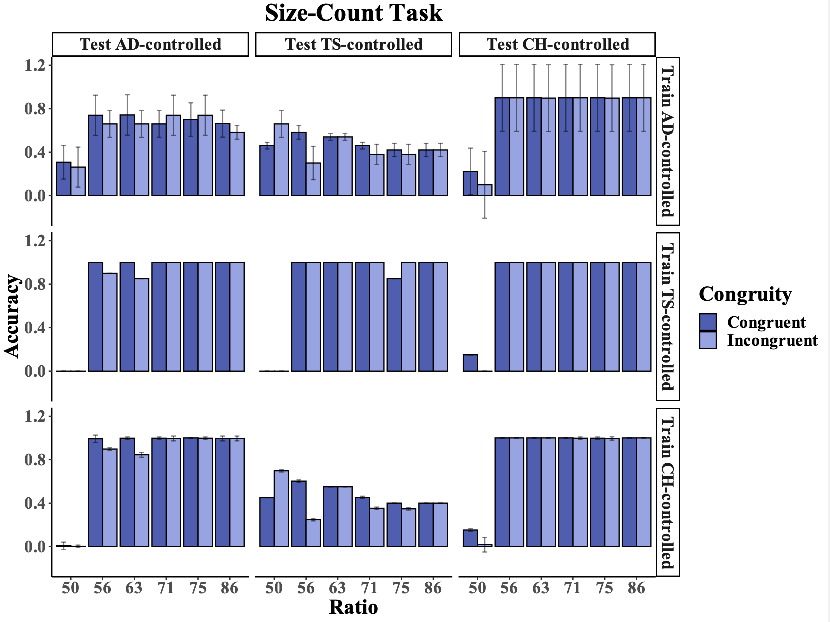 Size-Count Task
Test AD-controlled Test TS-controlled Test CH-controlled
Train AD-controlled
1.2
0.8
0.4
0.0
Train TS-controlled
1.2
0.8
0.4
0.0
Train CH-controlled
1.2
0.8
0.4
0.0
Accuracy
50 56 63 71 75 86 50 56 63 71 75 86 50 56 63 71 75 86
Ratio
Congruity
Congruent
Incongruent